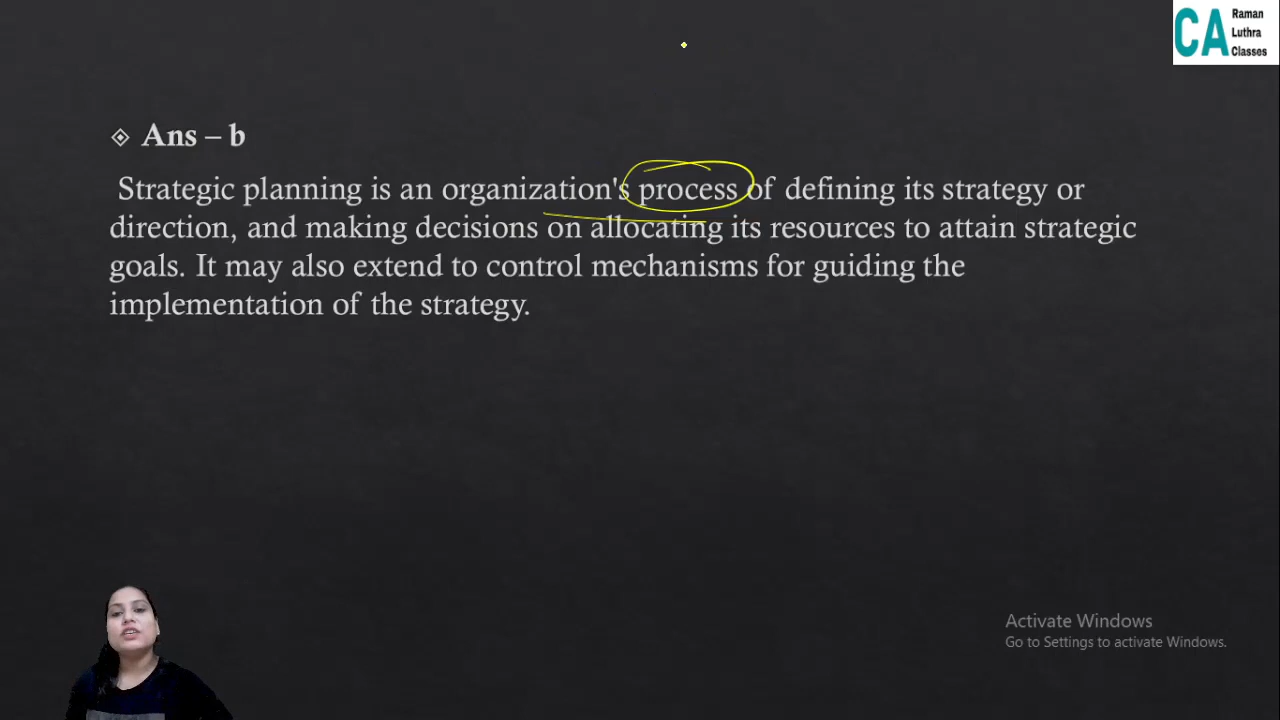 CA
Raman
Luthra
Classes
Ans – b
Strategic planning is an organization's process of defining its strategy or
direction, and making decisions on allocating its resources to attain strategic
goals. It may also extend to control mechanisms for guiding the
implementation of the strategy.
Activate Windows
Go to Settings to activate Windows.